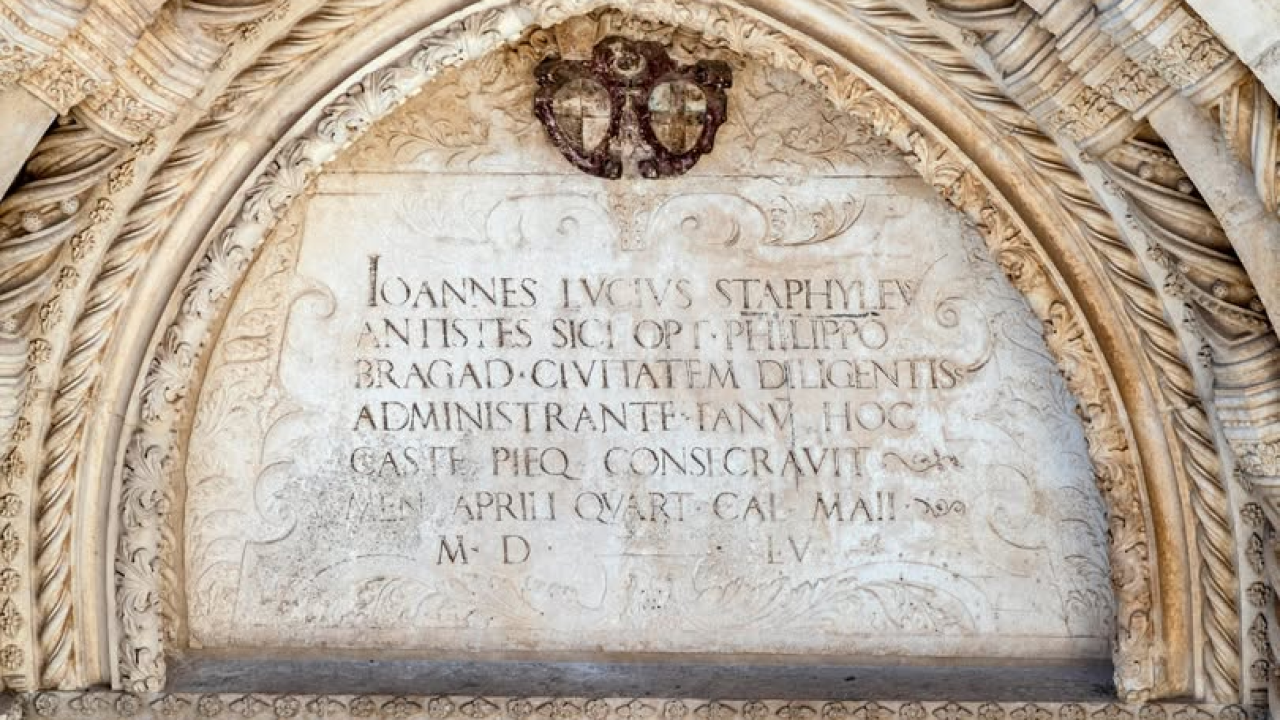 IOANNES LVCIVS STAPHYLEV
ANTISTES SICI OPT · PHILIPPO
BRAGAD · CIVITATEM DILIGENTIS
ADMINISTRANTE · FANV HOC
CASTE PIEQ CONSECRAVIT
MEN APRILI QVART · CAL MAII ·
M · D · LV